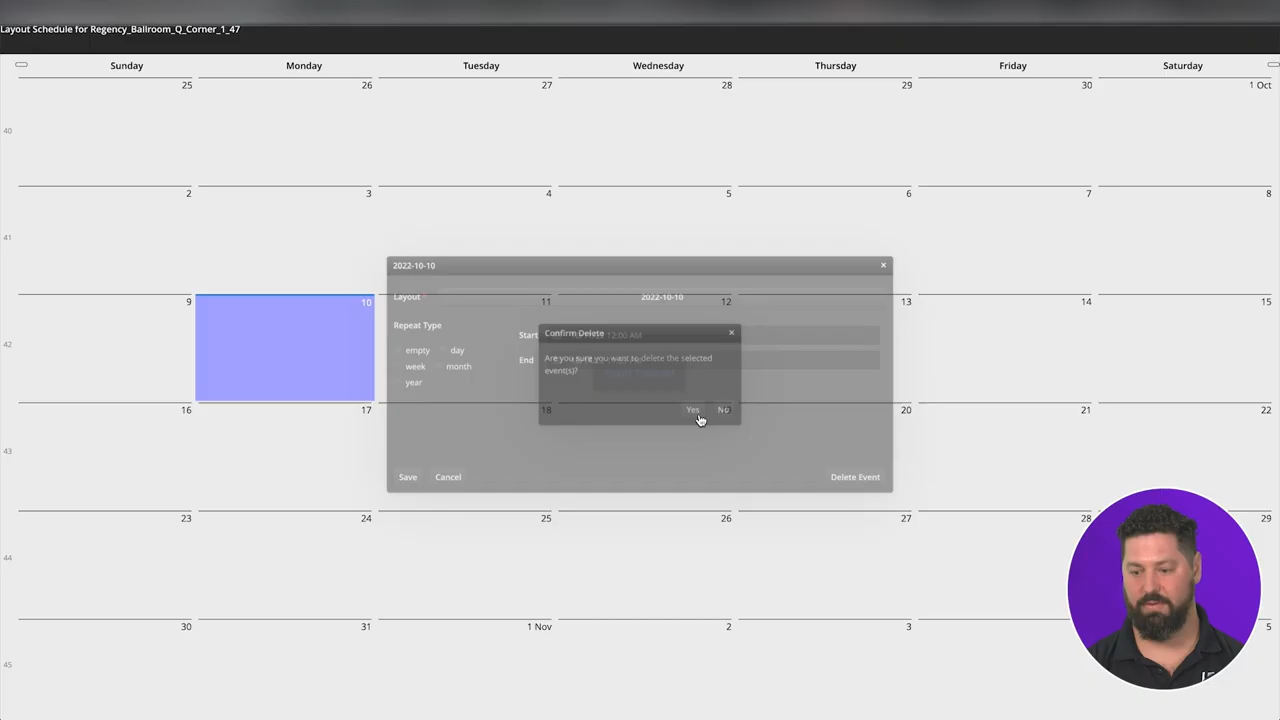 Layout Schedule for Regency_Ballroom_Q_Corner_1_47
Sunday Monday Tuesday Wednesday Thursday Friday Saturday
25 26 27 28 29 30 1 Oct
40
2 3 4 5 6 7 8
41
2022-10-10
9 10 11 12 13 14 15
Layout * 2022-10-10
Repeat Type
empty day
week month
year
Start 12:00 AM
End
Confirm Delete
Are you sure you want to delete the selected
event(s)?
Yes No
42
16 17 18 19 20 21 22
43
Save Cancel Delete Event
23 24 25 26 27 28 29
44
30 31 1 Nov 2 3 5
45